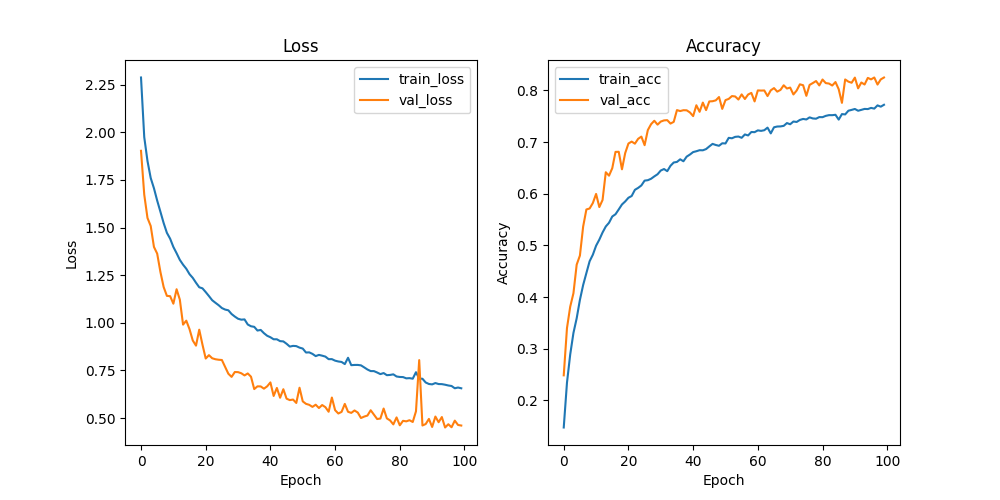 Loss
train_loss
val_loss
2.25
2.00
1.75
1.50
1.25
1.00
0.75
0.50
Loss
0 20 40 60 80 100
Epoch
Accuracy
train_acc
val_acc
0.8
0.7
0.6
0.5
0.4
0.3
0.2
Accuracy
0 20 40 60 80 100
Epoch